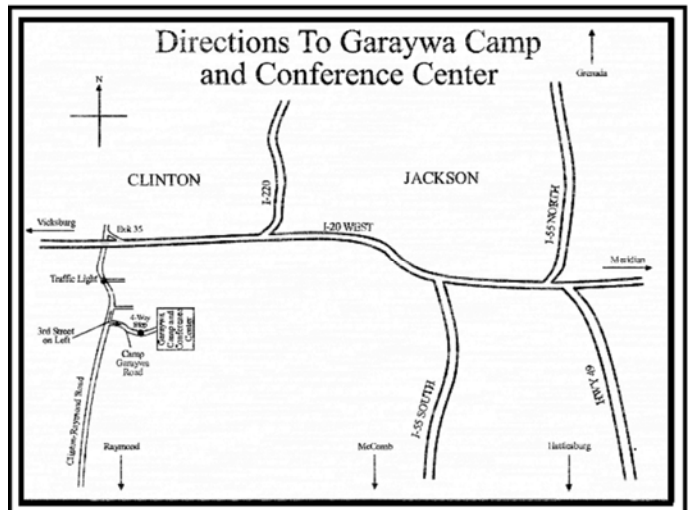 Directions To Garaywa Camp
and Conference Center
Grenada
N
CLINTON
JACKSON
I-220
I-55 NORTH
Vicksburg
Exit 35
I-20 WEST
Meridian
Traffic Light
3rd Street
on Left
4-Way
Garaywa
Camp and
Conference
Center
Camp
Garaywa
Road
Clinton-Raymond Road
I-55 SOUTH
HWY 49
Raymond
McComb
Hattiesburg